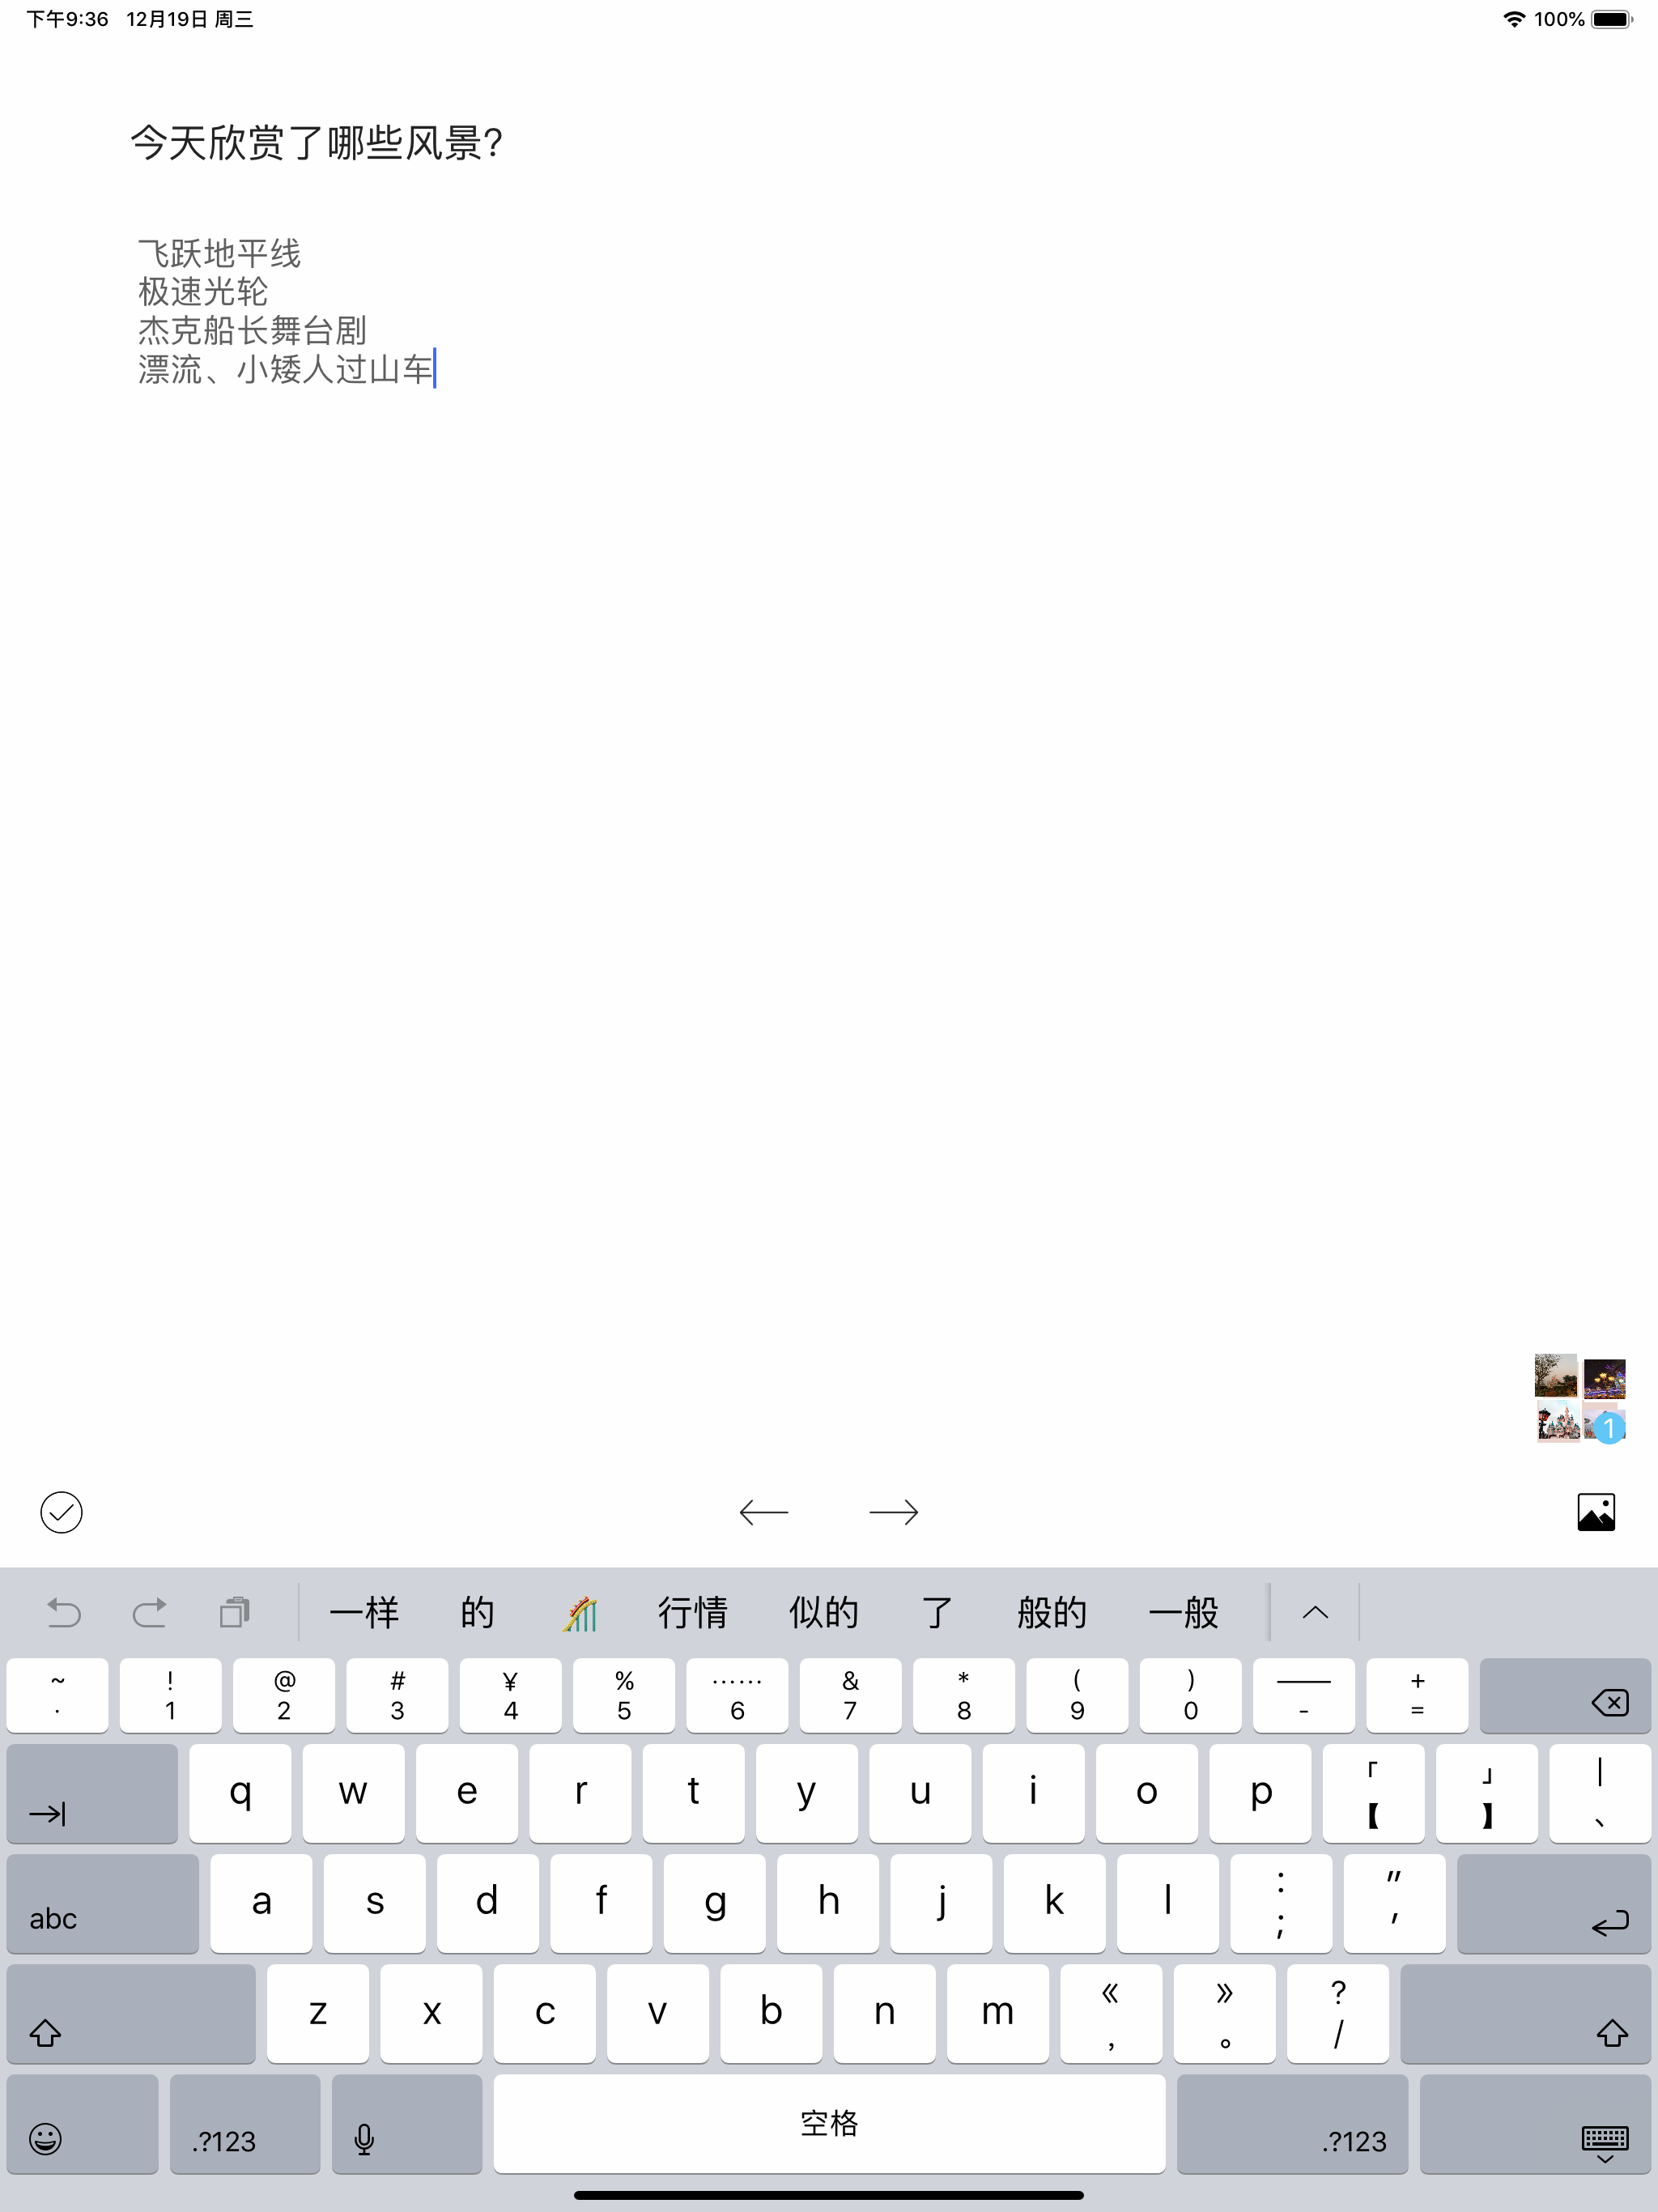 下午9:36 12月19日 周三 100%
今天欣赏了哪些风景?
飞跃地平线
极速光轮
杰克船长舞台剧
漂流、小矮人过山车
1
一样 的 行情 似的 了 般的 一般
~ ! @ # ¥ % …… & * ( ) —— +
· 1 2 3 4 5 6 7 8 9 0 - =
q w e r t y u i o p 「 」 |
【 】 、
abc a s d f g h j k l : "
; '
z x c v b n m 《 》 ?
, 。 /
.?123 空格 .?123